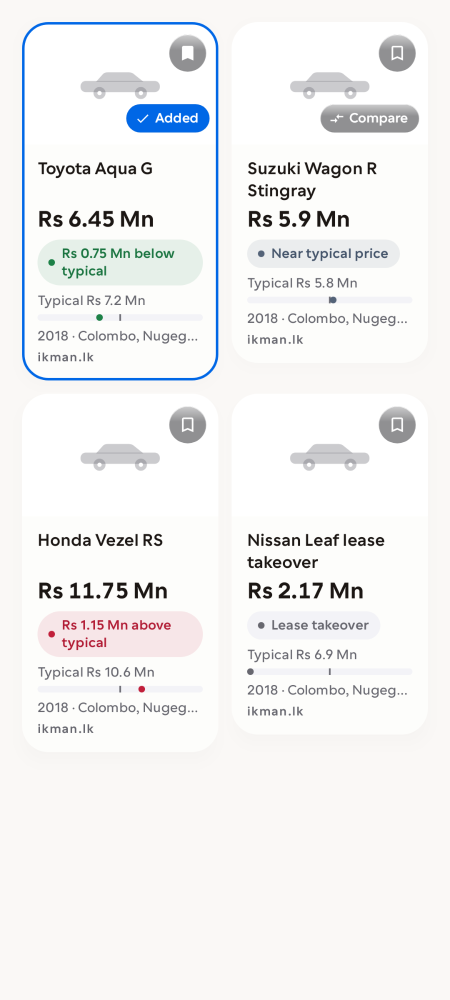 Added
Toyota Aqua G
Rs 6.45 Mn
Rs 0.75 Mn below
typical
Typical Rs 7.2 Mn
2018 · Colombo, Nugeg...
ikman.lk
Compare
Suzuki Wagon R
Stingray
Rs 5.9 Mn
Near typical price
Typical Rs 5.8 Mn
2018 · Colombo, Nugeg...
ikman.lk
Honda Vezel RS
Rs 11.75 Mn
Rs 1.15 Mn above
typical
Typical Rs 10.6 Mn
2018 · Colombo, Nugeg...
ikman.lk
Nissan Leaf lease
takeover
Rs 2.17 Mn
Lease takeover
Typical Rs 6.9 Mn
2018 · Colombo, Nugeg...
ikman.lk